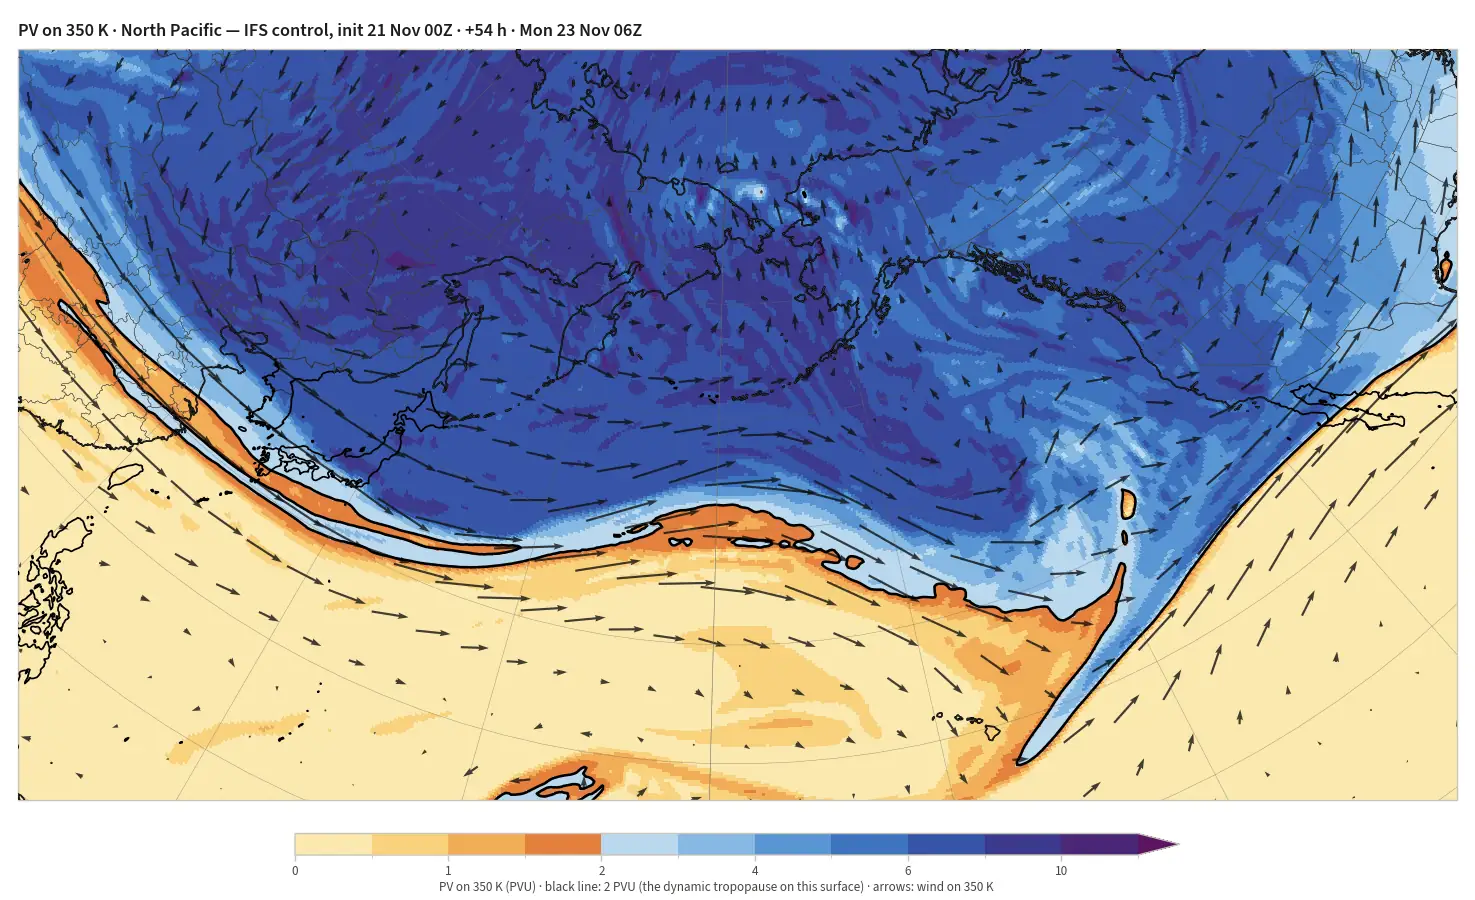 PV on 350 K · North Pacific — IFS control, init 21 Nov 00Z · +54 h · Mon 23 Nov 06Z
0 1 2 4 6 10
PV on 350 K (PVU) · black line: 2 PVU (the dynamic tropopause on this surface) · arrows: wind on 350 K